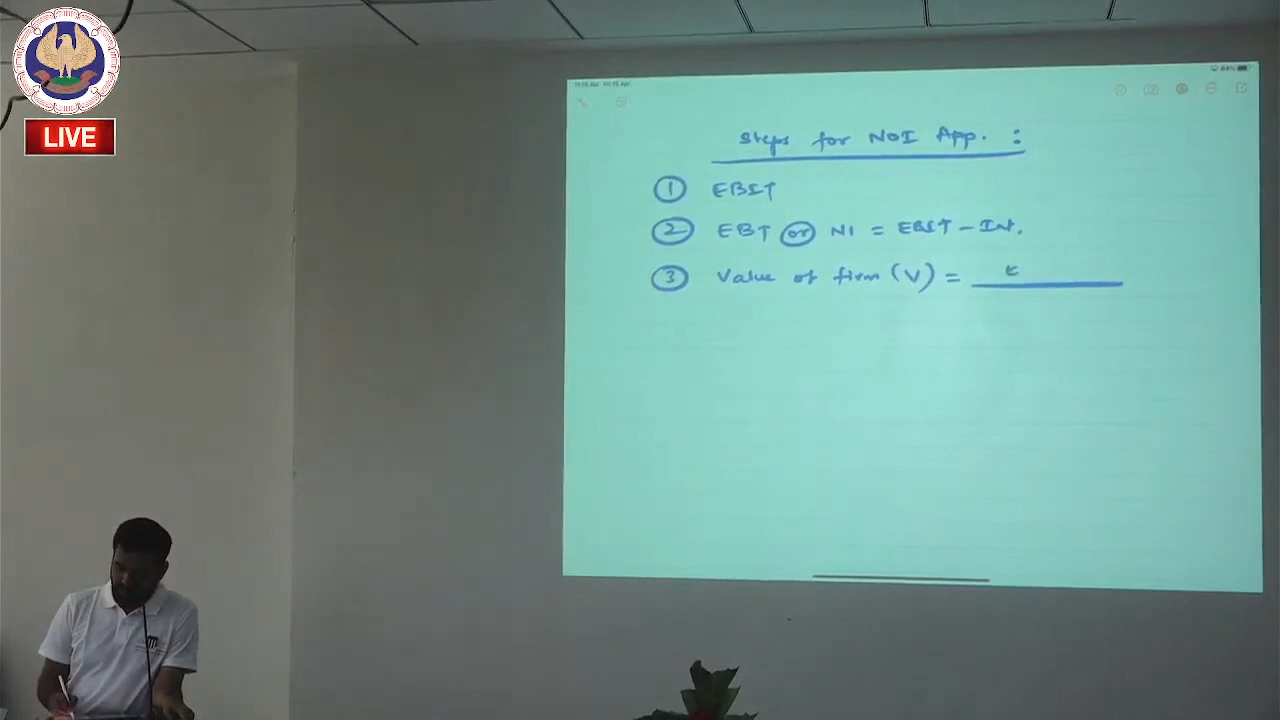 LIVE
Steps for NOI App. :
① EBIT
② EBT or NI = EBIT - Int.
③ Value of firm (V) = E